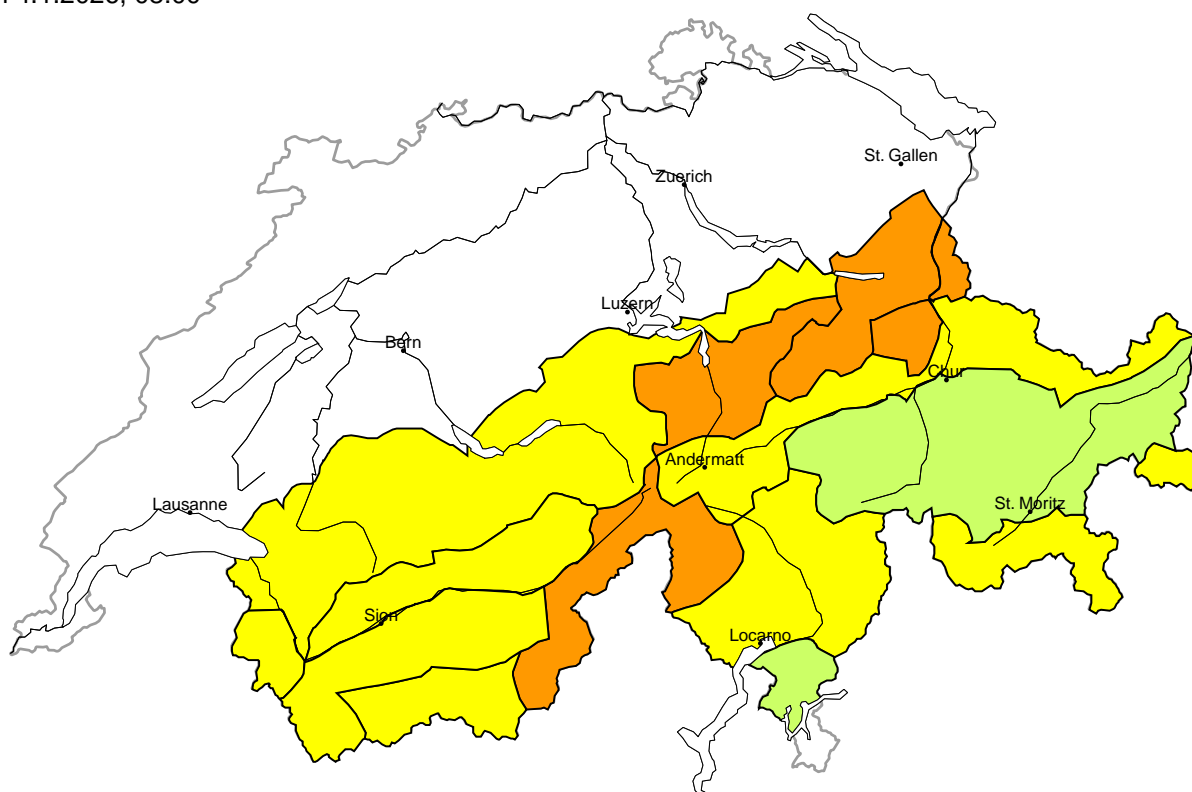 St. Gallen
Zuerich
Luzern
Bern
Chur
Andermatt
Lausanne
St. Moritz
Sion
Locarno